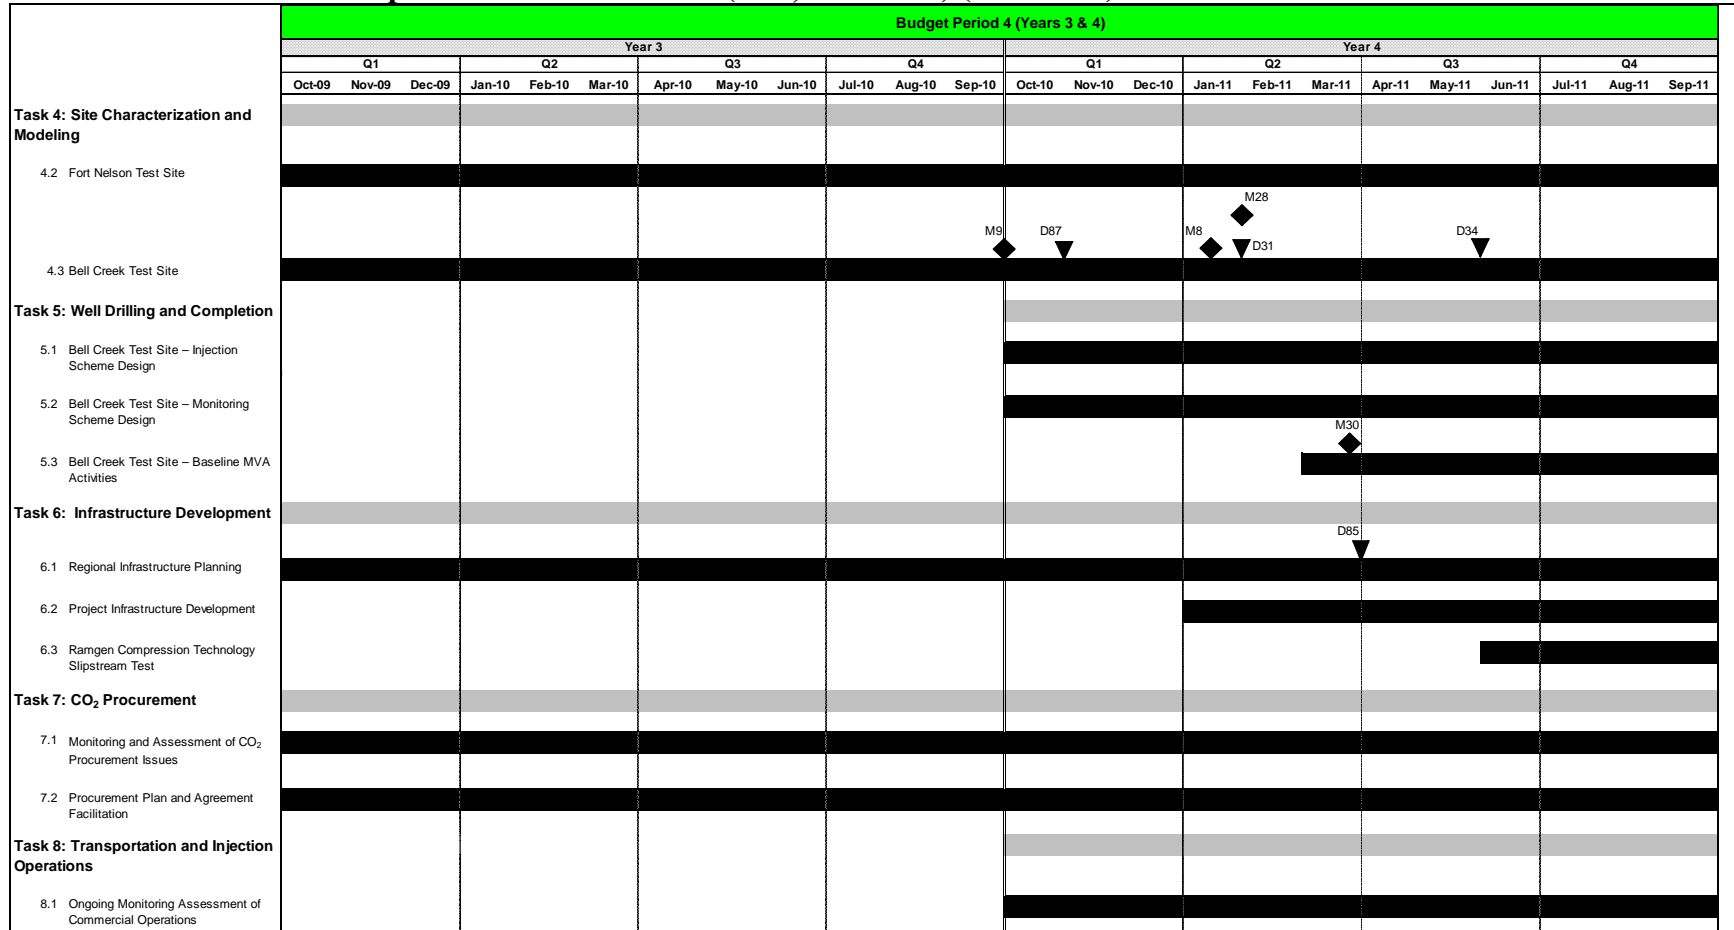 Budget Period 4 (Years 3 & 4)
Year 3 Year 4
Q1 Q2 Q3 Q4 Q1 Q2 Q3 Q4
Oct-09 Nov-09 Dec-09 Jan-10 Feb-10 Mar-10 Apr-10 May-10 Jun-10 Jul-10 Aug-10 Sep-10 Oct-10 Nov-10 Dec-10 Jan-11 Feb-11 Mar-11 Apr-11 May-11 Jun-11 Jul-11 Aug-11 Sep-11
Task 4: Site Characterization and
Modeling
4.2 Fort Nelson Test Site
M28
M9 D87 M8 D34
D31
4.3 Bell Creek Test Site
Task 5: Well Drilling and Completion
5.1 Bell Creek Test Site – Injection
Scheme Design
5.2 Bell Creek Test Site – Monitoring
Scheme Design
M30
5.3 Bell Creek Test Site – Baseline MVA
Activities
Task 6: Infrastructure Development
D85
6.1 Regional Infrastructure Planning
6.2 Project Infrastructure Development
6.3 Ramgen Compression Technology
Slipstream Test
Task 7: CO₂ Procurement
7.1 Monitoring and Assessment of CO₂
Procurement Issues
7.2 Procurement Plan and Agreement
Facilitation
Task 8: Transportation and Injection
Operations
8.1 Ongoing Monitoring Assessment of
Commercial Operations